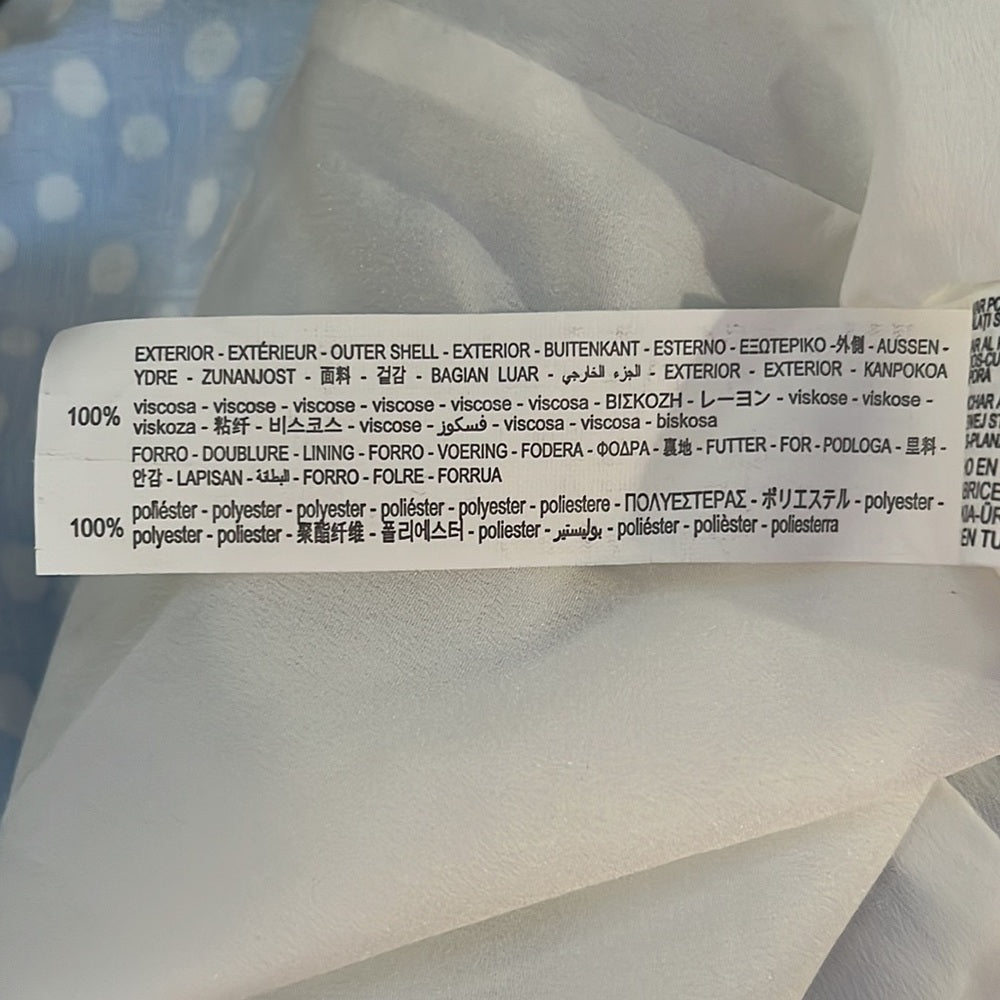 EXTERIOR - EXTÉRIEUR - OUTER SHELL - EXTERIOR - BUITENKANT - ESTERNO - ΕΞΩΤΕΡΙΚΟ -外側 - AUSSEN -
YDRE - ZUNANJOST - 面料 - 겉감 - BAGIAN LUAR - الجزء الخارجي - EXTERIOR - EXTERIOR - KANPOKOA
100% viscosa - viscose - viscose - viscose - viscose - viscosa - ΒΙΣΚΟΖΗ - レーヨン - viskose - viskose -
viskoza - 粘纤 - 비스코스 - viscose - فسكوز - viscosa - viscosa - biskosa
FORRO - DOUBLURE - LINING - FORRO - VOERING - FODERA - ΦΟΔΡΑ - 裏地 - FUTTER - FOR - PODLOGA - 里料 -
안감 - LAPISAN - البطانة - FORRO - FOLRE - FORRUA
100% poliéster - polyester - polyester - poliéster - polyester - poliestere - ΠΟΛΥΕΣΤΕΡΑΣ - ポリエステル - polyester -
polyester - poliester - 聚酯纤维 - 폴리에스터 - poliester - بوليستير - poliéster - polièster - poliesterra